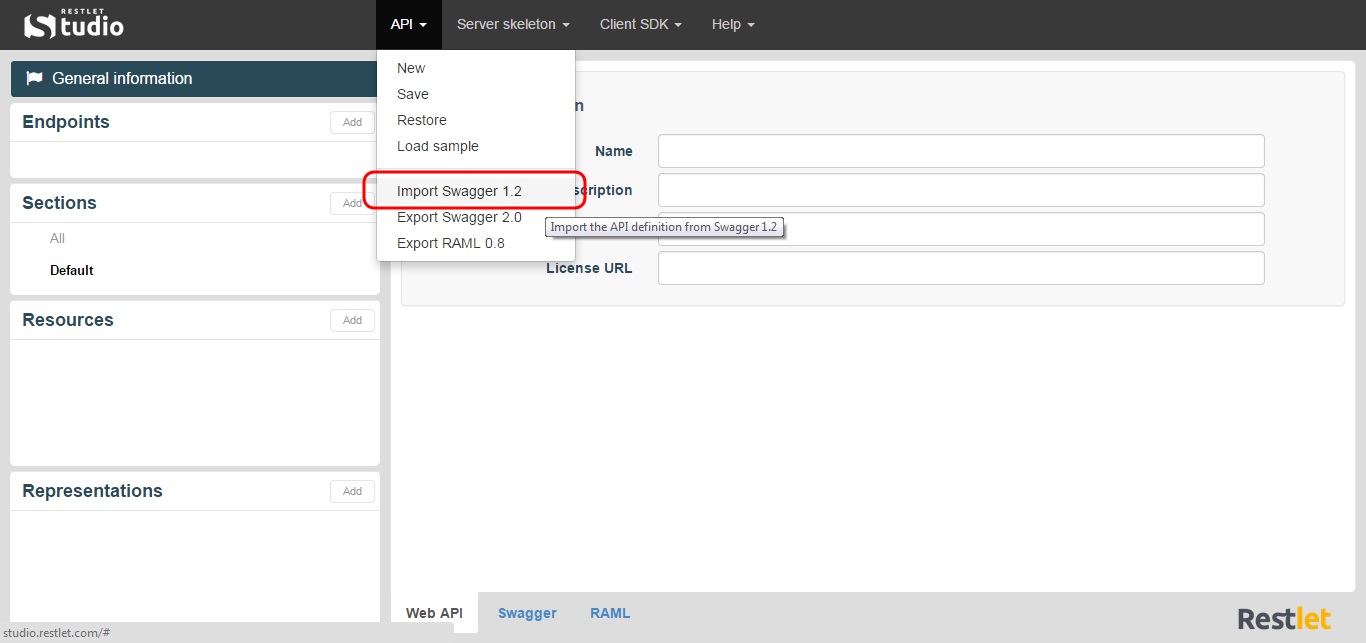 RESTLET
Studio
API
Server skeleton
Client SDK
Help
General information
Endpoints
Add
Sections
Add
All
Default
Resources
Add
Representations
Add
New
Save
Restore
Load sample
Import Swagger 1.2
Export Swagger 2.0
Export RAML 0.8
Import the API definition from Swagger 1.2
n
Name
scription
License URL
Web API
Swagger
RAML
Restlet
studio.restlet.com/#